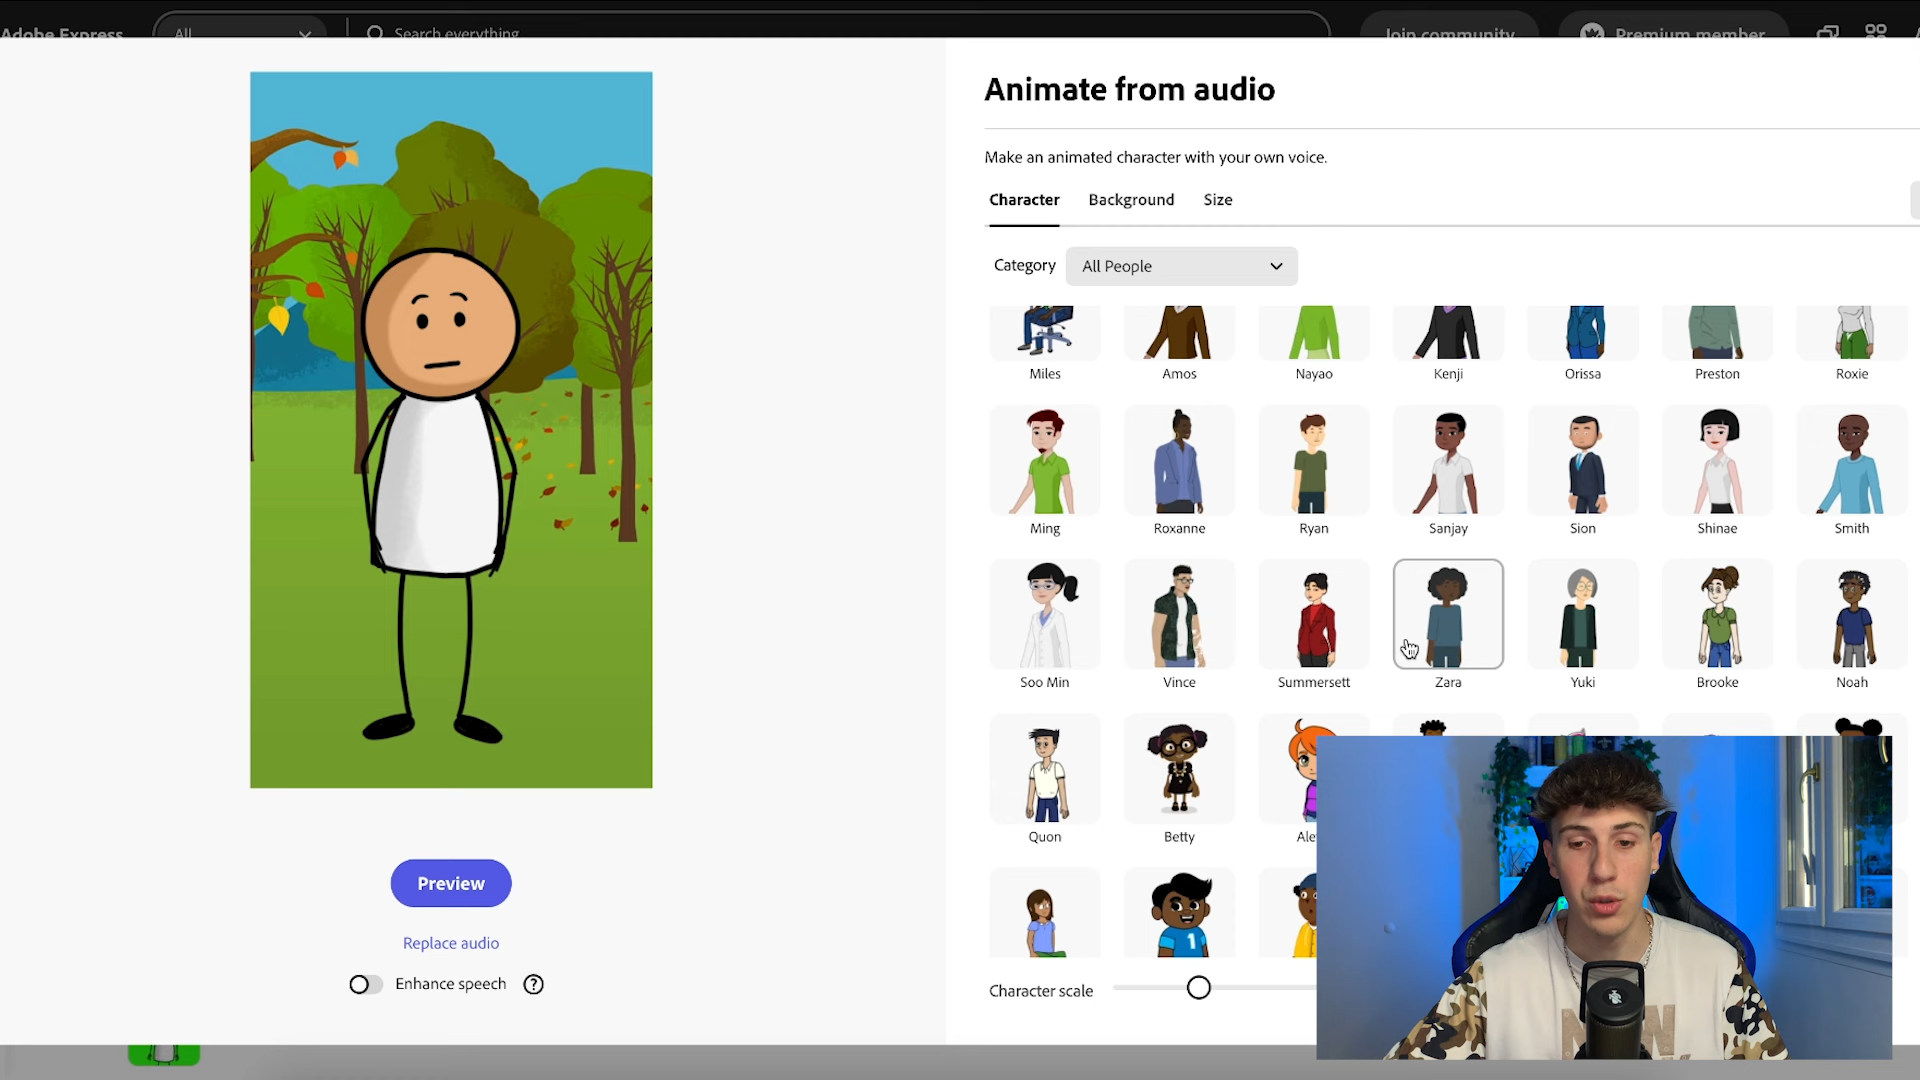 Adobe Express
All
Search everything
Join community
Premium member
Animate from audio
Make an animated character with your own voice.
Character
Background
Size
Category
All People
Miles
Amos
Nayao
Kenji
Orissa
Preston
Roxie
Ming
Roxanne
Ryan
Sanjay
Sion
Shinae
Smith
Soo Min
Vince
Summersett
Zara
Yuki
Brooke
Noah
Quon
Betty
Ale
1
Preview
Replace audio
Enhance speech
?
Character scale